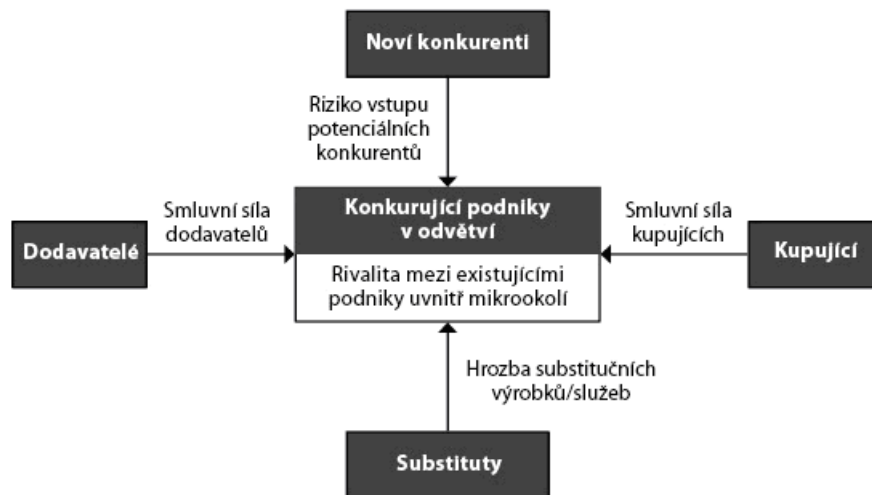 Noví konkurenti
Riziko vstupu
potenciálních
konkurentů
Smluvní síla
dodavatelů
Konkurující podniky
v odvětví
Smluvní síla
kupujících
Dodavatelé
Rivalita mezi existujícími
podniky uvnitř mikrookolí
Kupující
Hrozba substitučních
výrobků/služeb
Substituty